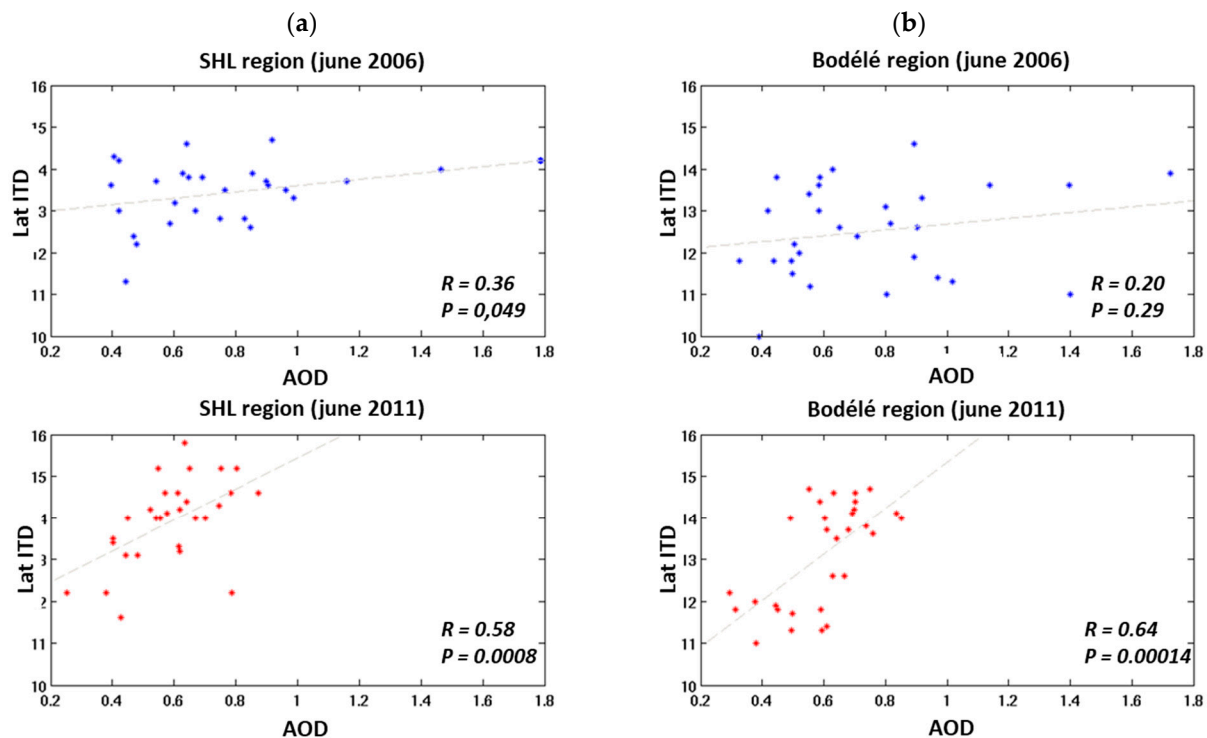 (a)
SHL region (june 2006)
Lat ITD
16
15
4
3
12
11
10
R = 0.36
P = 0,049
0.2 0.4 0.6 0.8 1 1.2 1.4 1.6 1.8
AOD
(b)
Bodélé region (june 2006)
Lat ITD
16
15
14
13
12
11
10
R = 0.20
P = 0.29
0.2 0.4 0.6 0.8 1 1.2 1.4 1.6 1.8
AOD
SHL region (june 2011)
Lat ITD
16
15
4
3
2
11
10
R = 0.58
P = 0.0008
0.2 0.4 0.6 0.8 1 1.2 1.4 1.6 1.8
AOD
Bodélé region (june 2011)
Lat ITD
16
15
14
13
12
11
10
R = 0.64
P = 0.00014
0.2 0.4 0.6 0.8 1 1.2 1.4 1.6 1.8
AOD